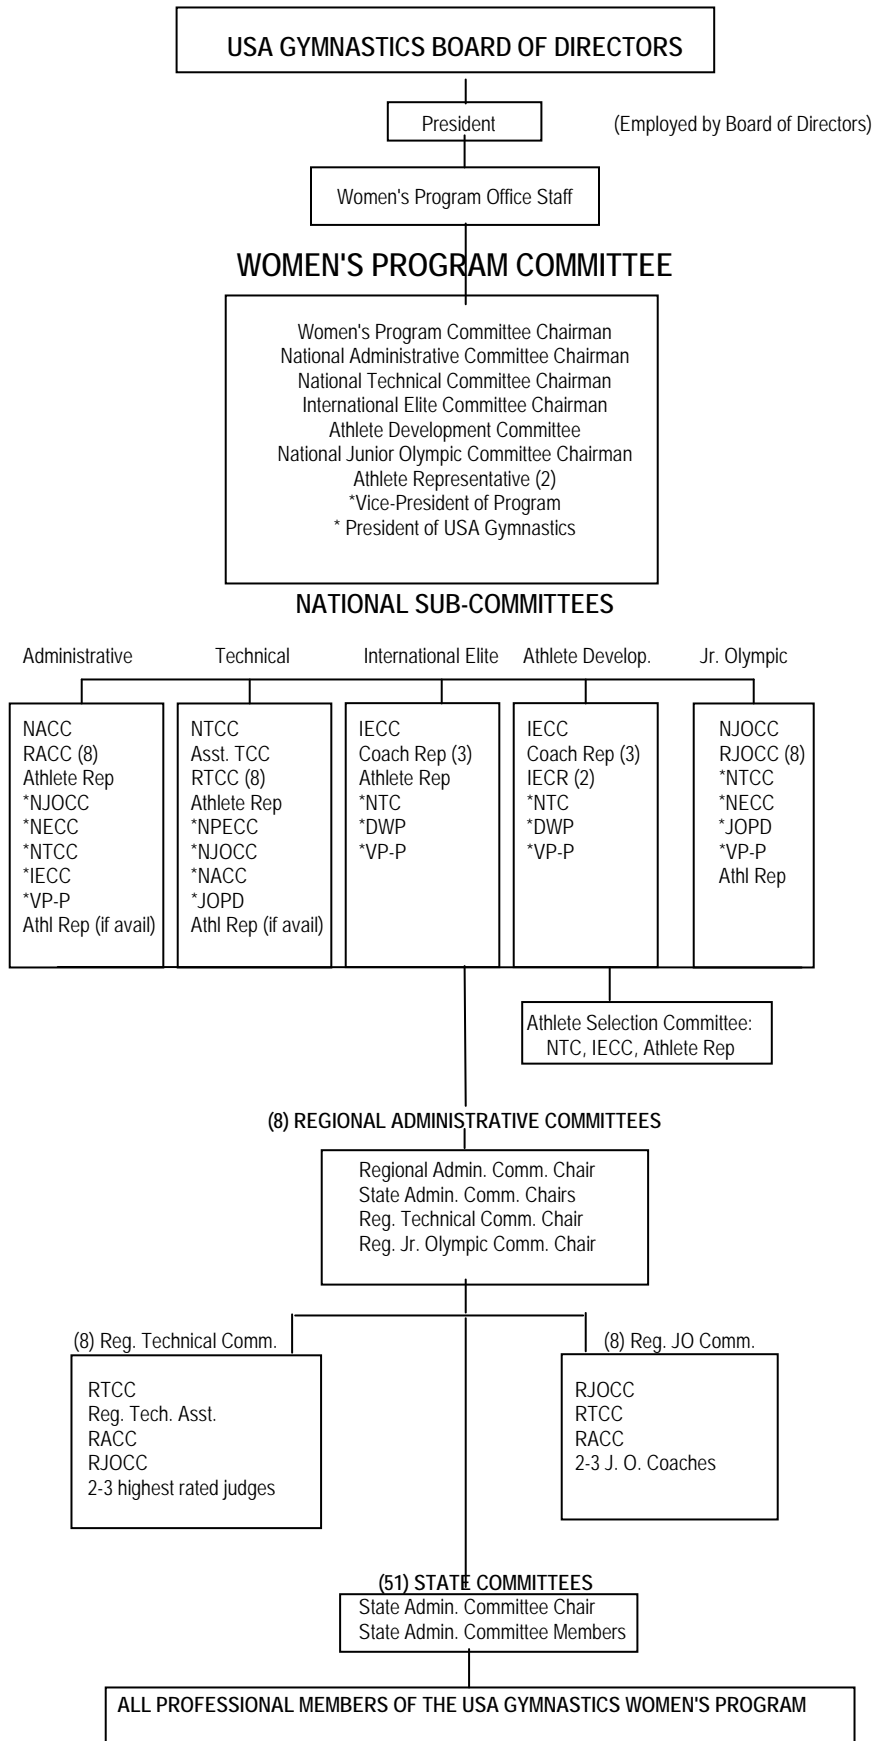 USA GYMNASTICS BOARD OF DIRECTORS
President
(Employed by Board of Directors)
Women's Program Office Staff
WOMEN'S PROGRAM COMMITTEE
Women's Program Committee Chairman
National Administrative Committee Chairman
National Technical Committee Chairman
International Elite Committee Chairman
Athlete Development Committee
National Junior Olympic Committee Chairman
Athlete Representative (2)
*Vice-President of Program
* President of USA Gymnastics
NATIONAL SUB-COMMITTEES
Administrative
NACC
RACC (8)
Athlete Rep
*NJOCC
*NECC
*NTCC
*IECC
*VP-P
Athl Rep (if avail)
Technical
NTCC
Asst. TCC
RTCC (8)
Athlete Rep
*NPECC
*NJOCC
*NACC
*JOPD
Athl Rep (if avail)
International Elite
IECC
Coach Rep (3)
Athlete Rep
*NTC
*DWP
*VP-P
Athlete Develop.
IECC
Coach Rep (3)
IECR (2)
*NTC
*DWP
*VP-P
Jr. Olympic
NJOCC
RJOCC (8)
*NTCC
*NECC
*JOPD
*VP-P
Athl Rep
Athlete Selection Committee:
NTC, IECC, Athlete Rep
(8) REGIONAL ADMINISTRATIVE COMMITTEES
Regional Admin. Comm. Chair
State Admin. Comm. Chairs
Reg. Technical Comm. Chair
Reg. Jr. Olympic Comm. Chair
(8) Reg. Technical Comm.
RTCC
Reg. Tech. Asst.
RACC
RJOCC
2-3 highest rated judges
(8) Reg. JO Comm.
RJOCC
RTCC
RACC
2-3 J. O. Coaches
(51) STATE COMMITTEES
State Admin. Committee Chair
State Admin. Committee Members
ALL PROFESSIONAL MEMBERS OF THE USA GYMNASTICS WOMEN'S PROGRAM